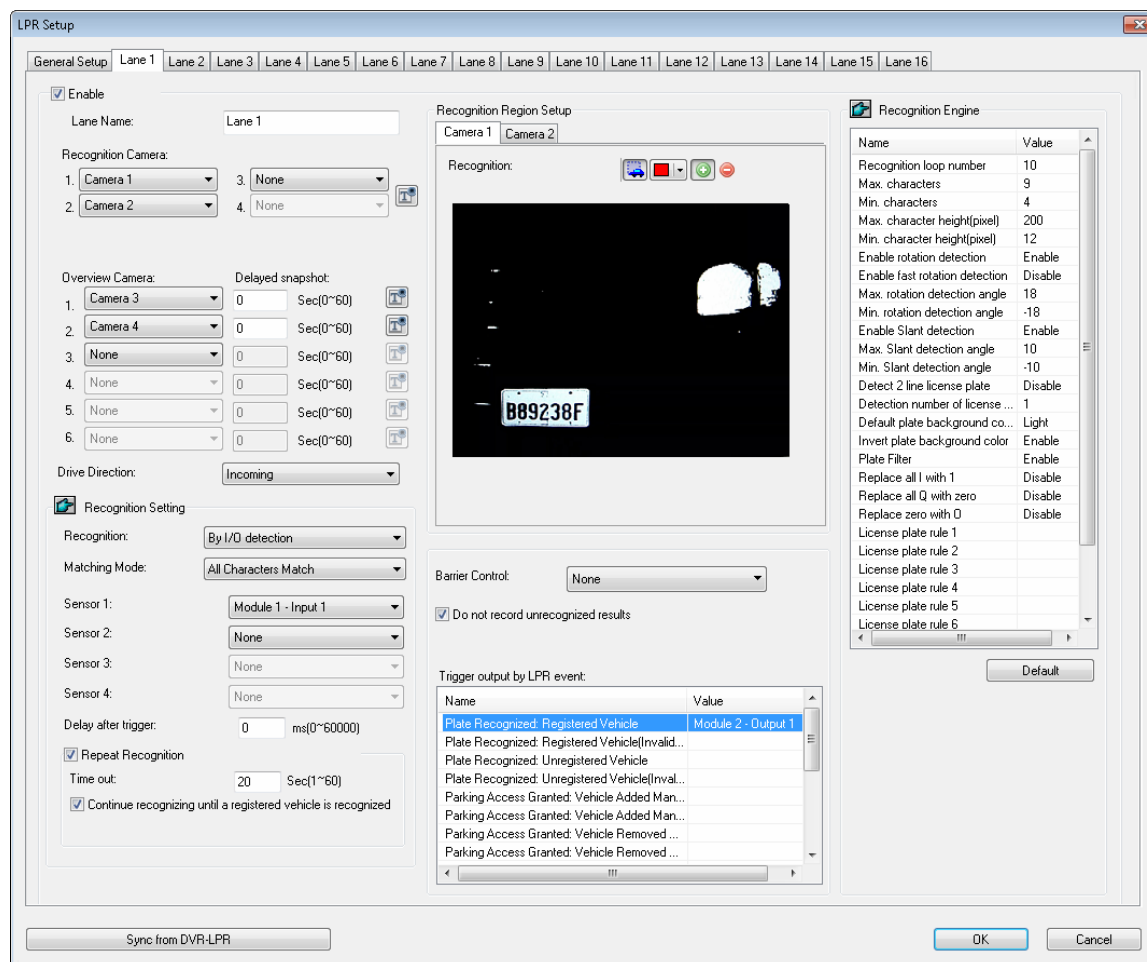 LPR Setup
General Setup Lane 1 Lane 2 Lane 3 Lane 4 Lane 5 Lane 6 Lane 7 Lane 8 Lane 9 Lane 10 Lane 11 Lane 12 Lane 13 Lane 14 Lane 15 Lane 16
Enable
Lane Name: Lane 1
Recognition Camera:
1. Camera 1 3. None
2. Camera 2 4. None
Overview Camera: Delayed snapshot:
1. Camera 3 0 Sec(0~60)
2. Camera 4 0 Sec(0~60)
3. None 0 Sec(0~60)
4. None 0 Sec(0~60)
5. None 0 Sec(0~60)
6. None 0 Sec(0~60)
Drive Direction: Incoming
Recognition Setting
Recognition: By I/O detection
Matching Mode: All Characters Match
Sensor 1: Module 1 - Input 1
Sensor 2: None
Sensor 3: None
Sensor 4: None
Delay after trigger: 0 ms(0~60000)
Repeat Recognition
Time out: 20 Sec(1~60)
Continue recognizing until a registered vehicle is recognized
Recognition Region Setup
Camera 1 Camera 2
Recognition:
B89238F
Barrier Control: None
Do not record unrecognized results
Trigger output by LPR event:
Name Value
Plate Recognized: Registered Vehicle Module 2 - Output 1
Plate Recognized: Registered Vehicle(Invalid...
Plate Recognized: Unregistered Vehicle
Plate Recognized: Unregistered Vehicle(Inval...
Parking Access Granted: Vehicle Added Man...
Parking Access Granted: Vehicle Added Man...
Parking Access Granted: Vehicle Removed ...
Parking Access Granted: Vehicle Removed ...
Recognition Engine
Name Value
Recognition loop number 10
Max. characters 9
Min. characters 4
Max. character height(pixel) 200
Min. character height(pixel) 12
Enable rotation detection Enable
Enable fast rotation detection Disable
Max. rotation detection angle 18
Min. rotation detection angle -18
Enable Slant detection Enable
Max. Slant detection angle 10
Min. Slant detection angle -10
Detect 2 line license plate Disable
Detection number of license ... 1
Default plate background co... Light
Invert plate background color Enable
Plate Filter Enable
Replace all I with 1 Disable
Replace all Q with zero Disable
Replace zero with O Disable
License plate rule 1
License plate rule 2
License plate rule 3
License plate rule 4
License plate rule 5
License plate rule 6
Default
Sync from DVR-LPR
OK Cancel